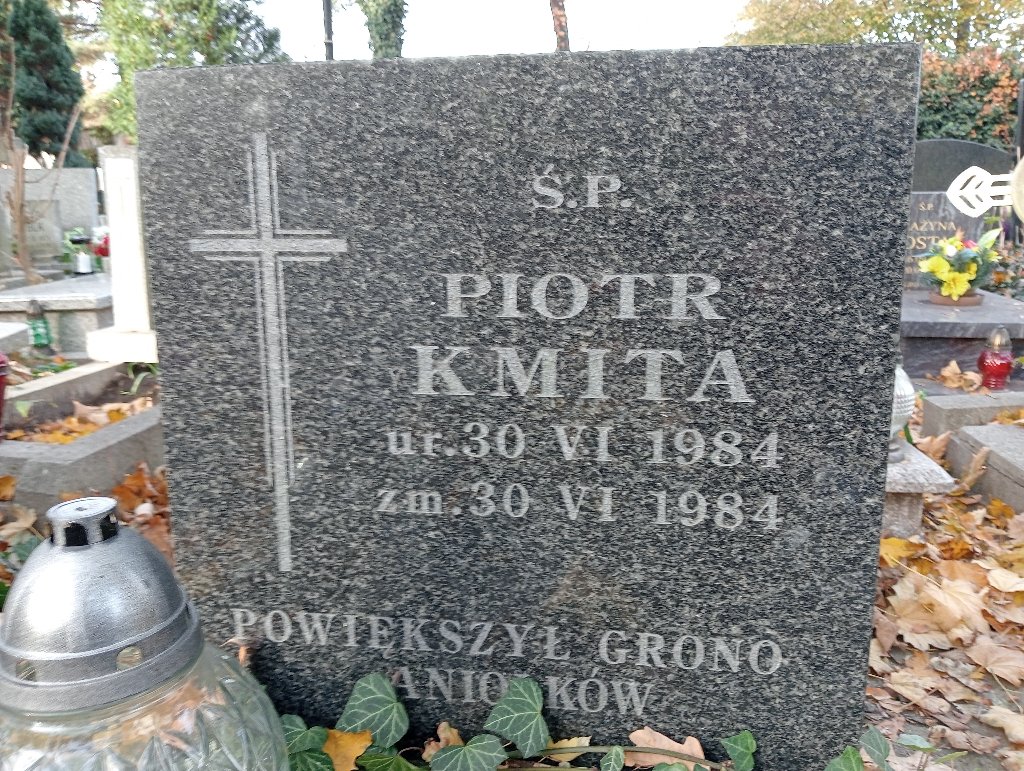 Ś.P.
PIOTR
KMITA
ur.30 VI 1984
zm.30 VI 1984
POWIĘKSZYŁ GRONO
ANIOŁKÓW
Ś.P.